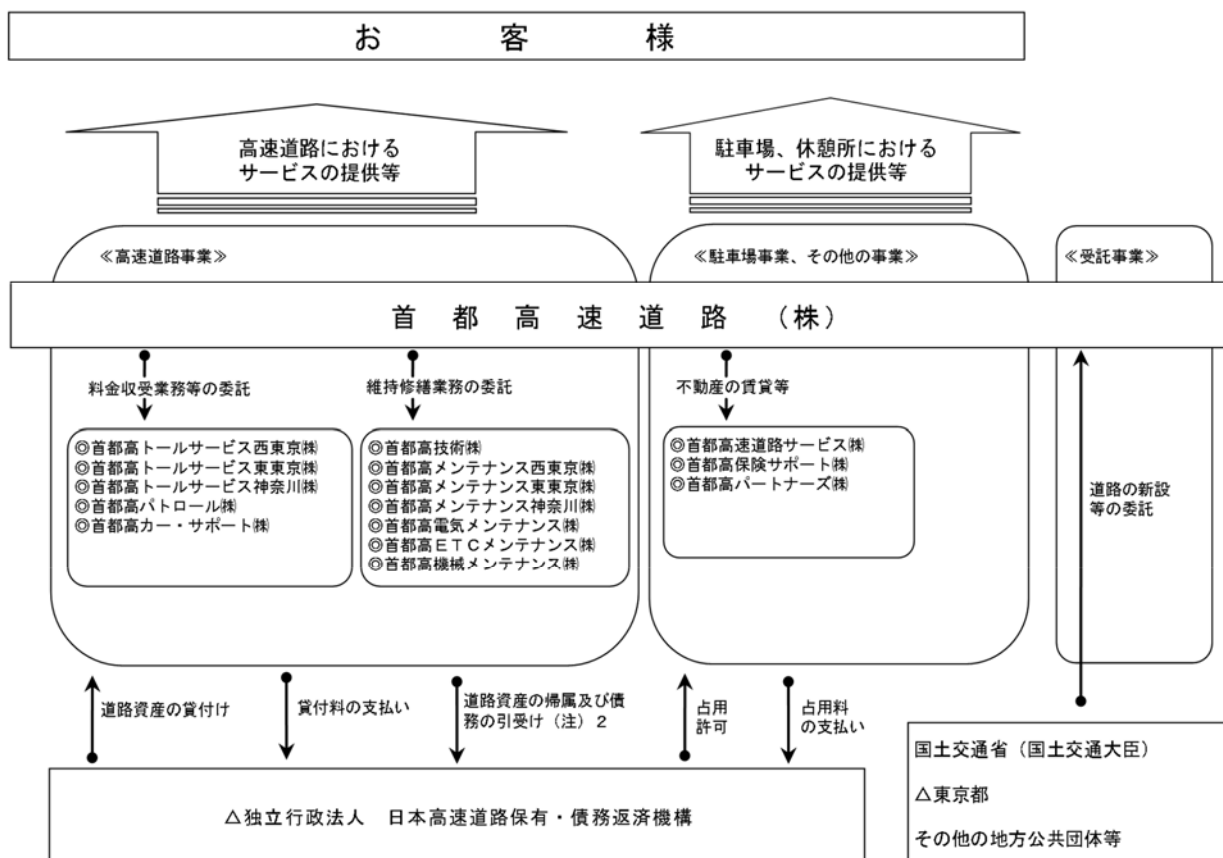 お客様
高速道路における
サービスの提供等
駐車場、休憩所における
サービスの提供等
≪高速道路事業≫
≪駐車場事業、その他の事業≫
≪受託事業≫
首都高速道路（株）
料金収受業務等の委託
維持修繕業務の委託
不動産の賃貸等
◎首都高トールサービス西東京㈱
◎首都高トールサービス東東京㈱
◎首都高トールサービス神奈川㈱
◎首都高パトロール㈱
◎首都高カー・サポート㈱
◎首都高技術㈱
◎首都高メンテナンス西東京㈱
◎首都高メンテナンス東東京㈱
◎首都高メンテナンス神奈川㈱
◎首都高電気メンテナンス㈱
◎首都高ＥＴＣメンテナンス㈱
◎首都高機械メンテナンス㈱
◎首都高速道路サービス㈱
◎首都高保険サポート㈱
◎首都高パートナーズ㈱
道路の新設
等の委託
道路資産の貸付け
貸付料の支払い
道路資産の帰属及び債
務の引受け（注）２
占用
許可
占用料
の支払い
△独立行政法人　日本高速道路保有・債務返済機構
国土交通省（国土交通大臣）
△東京都
その他の地方公共団体等